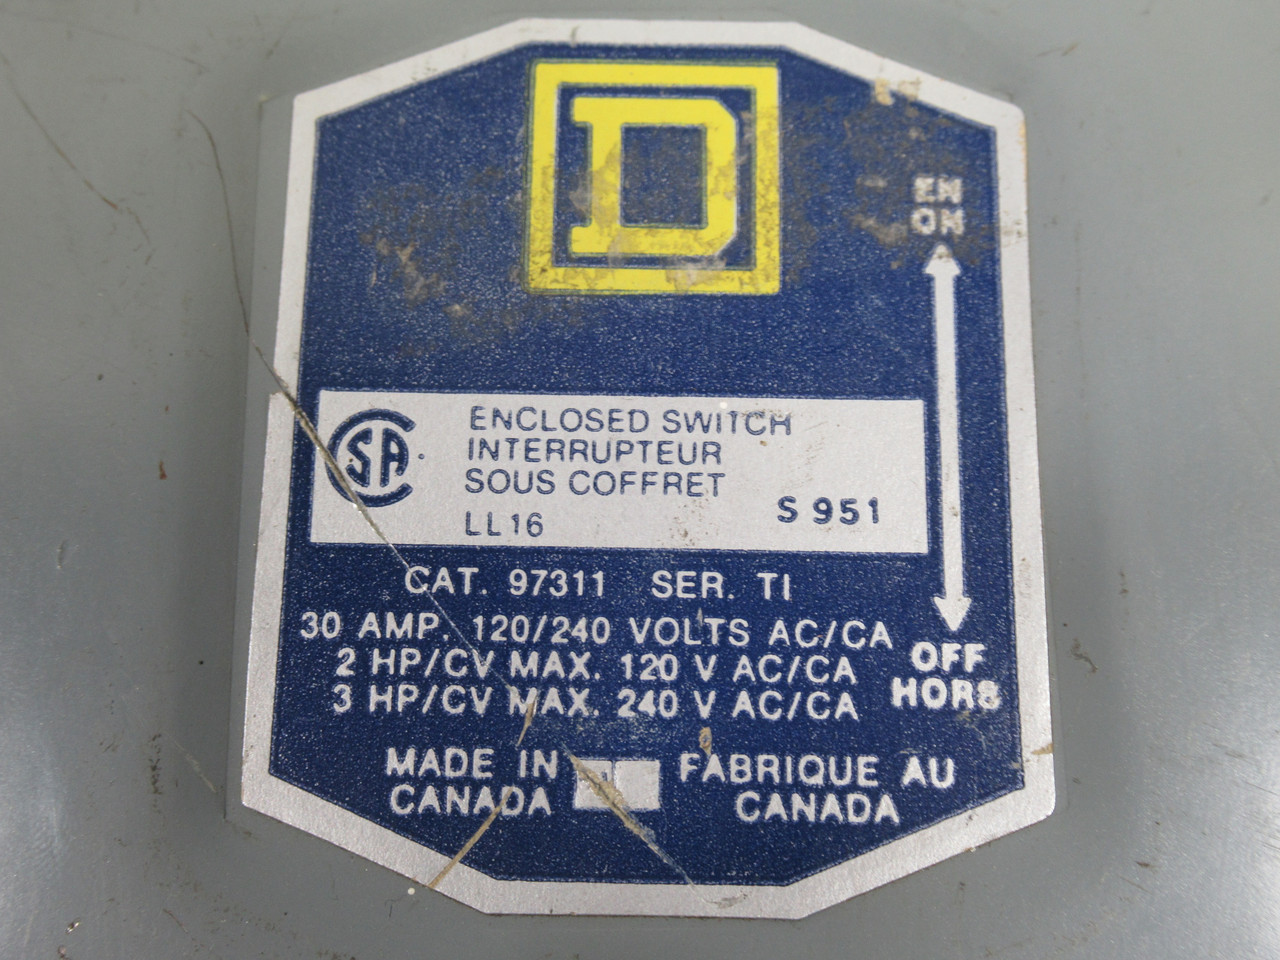 D
EN
ON
SA
ENCLOSED SWITCH
INTERRUPTEUR
SOUS COFFRET
LL16
S 951
CAT. 97311 SER. T1
30 AMP. 120/240 VOLTS AC/CA
2 HP/CV MAX. 120 V AC/CA
3 HP/CV MAX. 240 V AC/CA
OFF
HORS
MADE IN
CANADA
FABRIQUE AU
CANADA